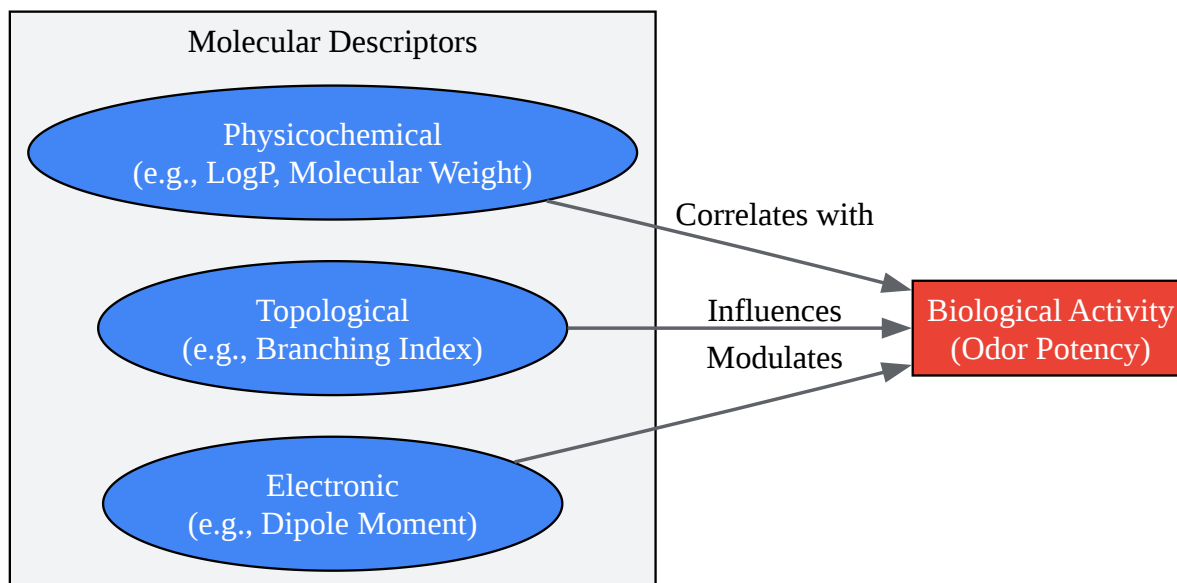 Molecular Descriptors
Physicochemical
(e.g., LogP, Molecular Weight)
Correlates with
Topological
(e.g., Branching Index)
Influences
Biological Activity
(Odor Potency)
Modulates
Electronic
(e.g., Dipole Moment)